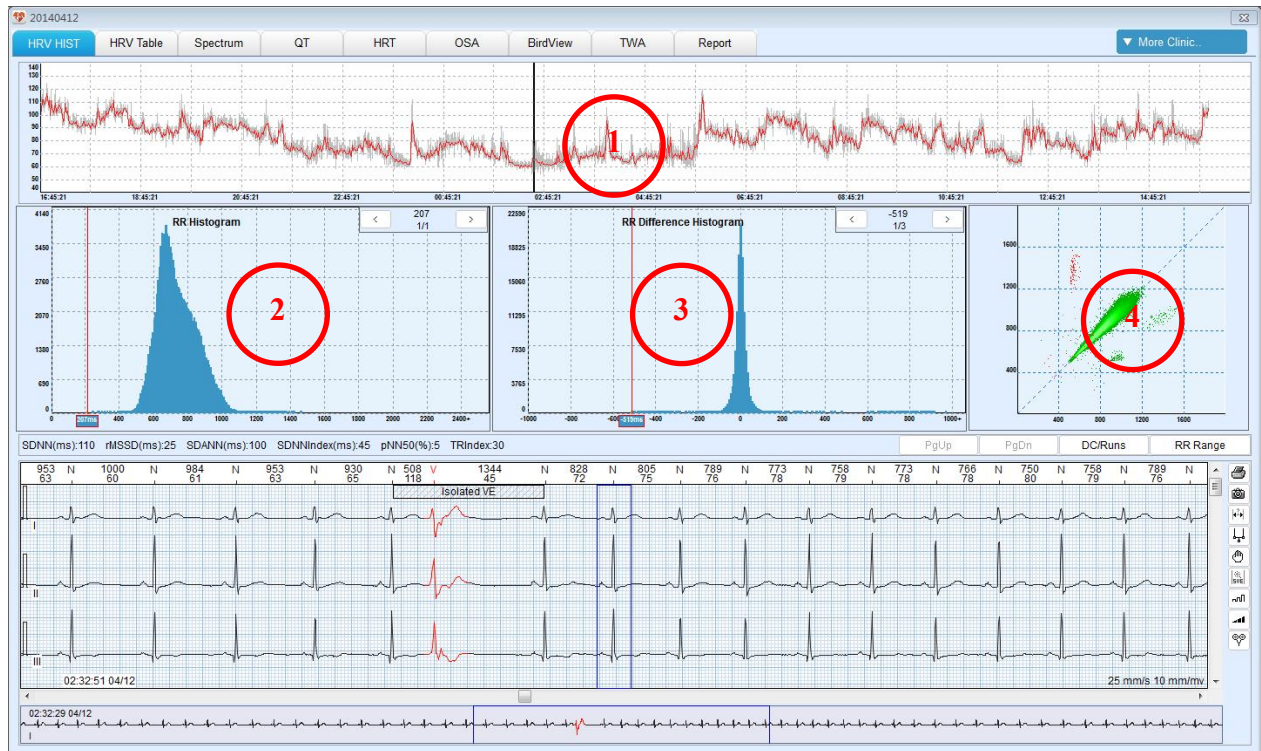 20140412
HRV HIST HRV Table Spectrum QT HRT OSA BirdView TWA Report ▼ More Clinic..
140
130
120
110
100
90
80
70
60
50
40
1
16:45:21 18:45:21 20:45:21 22:45:21 00:45:21 02:45:21 04:45:21 06:45:21 08:45:21 10:45:21 12:45:21 14:45:21
RR Histogram
< 207 >
1/1
4140
3450
2760
2070
1380
690
0
2
0 207ms 400 600 800 1000 1200 1400 1600 1800 2000 2200 2400+
RR Difference Histogram
< -519 >
1/3
22590
18825
15060
11295
7530
3765
0
3
-1000 -800 -600 -200 0 200 400 600 800 1000+
1600
1200
800
400
4
400 800 1200 1600
SDNN(ms):110 rMSSD(ms):25 SDANN(ms):100 SDNNIndex(ms):45 pNN50(%):5 TRIndex:30 PgUp PgDn DC/Runs RR Range
953 N 1000 N 984 N 953 N 930 N 508 V 1344 N 828 N 805 N 789 N 773 N 758 N 773 N 766 N 750 N 758 N 789 N
63 60 61 63 65 118 45 72 75 76 78 79 78 78 80 79 76
Isolated VE
I
II
III
02:32:51 04/12 25 mm/s 10 mm/mv
02:32:29 04/12
I